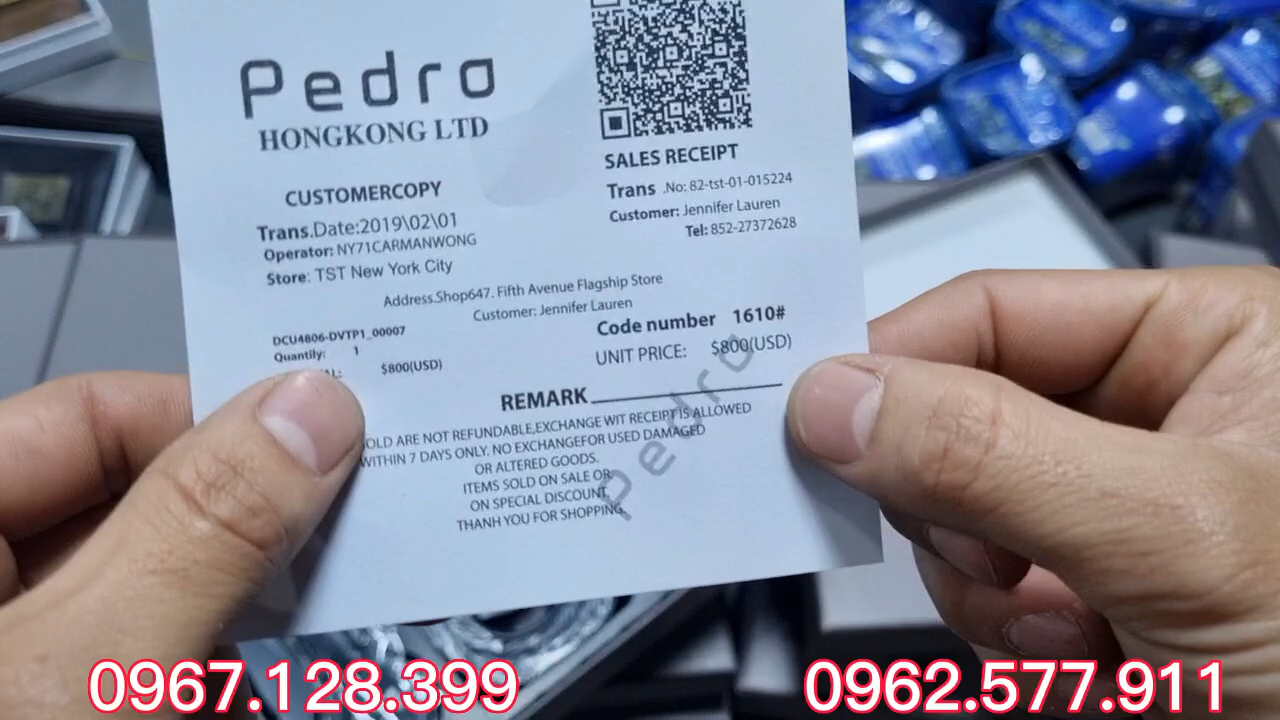 Pedro
HONGKONG LTD
CUSTOMERCOPY
Trans.Date:2019\02\01
Operator: NY71CARMANWONG
Store: TST New York City
SALES RECEIPT
Trans .No: 82-tst-01-015224
Customer: Jennifer Lauren
Tel: 852-27372628
Address.Shop647. Fifth Avenue Flagship Store
Customer: Jennifer Lauren
DCU4806-DVTP1_00007
Quantily: 1
$800(USD)
Code number 1610#
UNIT PRICE: $800(USD)
REMARK
OLD ARE NOT REFUNDABLE,EXCHANGE WIT RECEIPT IS ALLOWED
WITHIN 7 DAYS ONLY. NO EXCHANGEFOR USED DAMAGED
OR ALTERED GOODS.
ITEMS SOLD ON SALE OR
ON SPECIAL DISCOUNT.
THANH YOU FOR SHOPPING.
Pedro
0967.128.399
0962.577.911